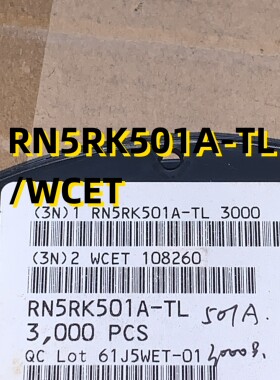 RN5RK501A-TL
/WCET
(3N)1 RN5RK501A-TL 3000
(3N)2 WCET 108260
RN5RK501A-TL
501A.
3,000 PCS
QC Lot 61J5WET-01